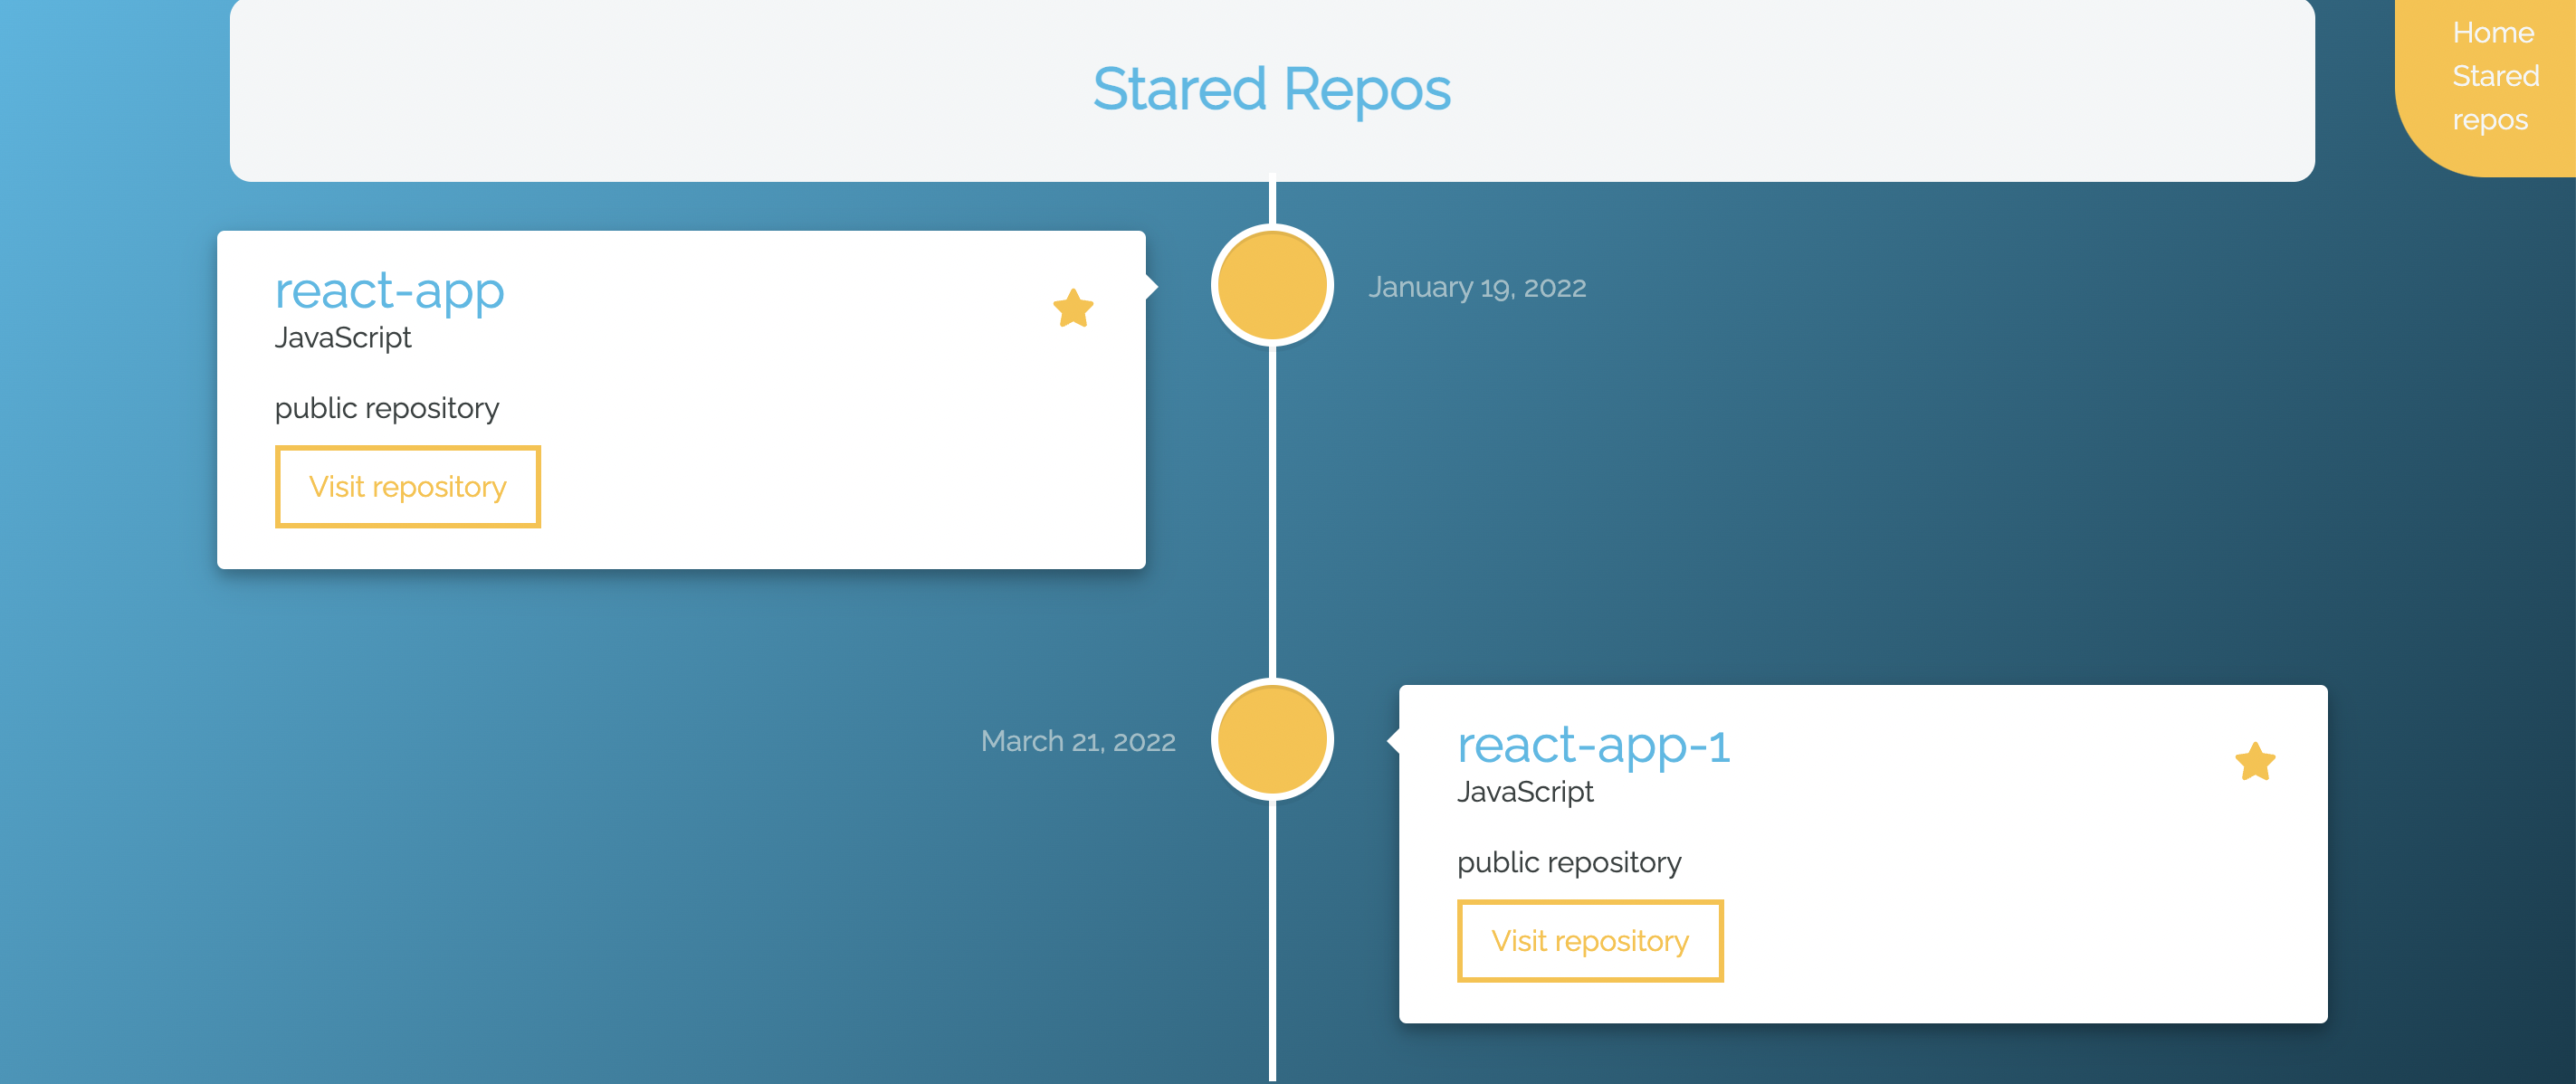 Stared Repos
Home
Stared
repos
react-app
JavaScript
public repository
Visit repository
January 19, 2022
March 21, 2022
react-app-1
JavaScript
public repository
Visit repository